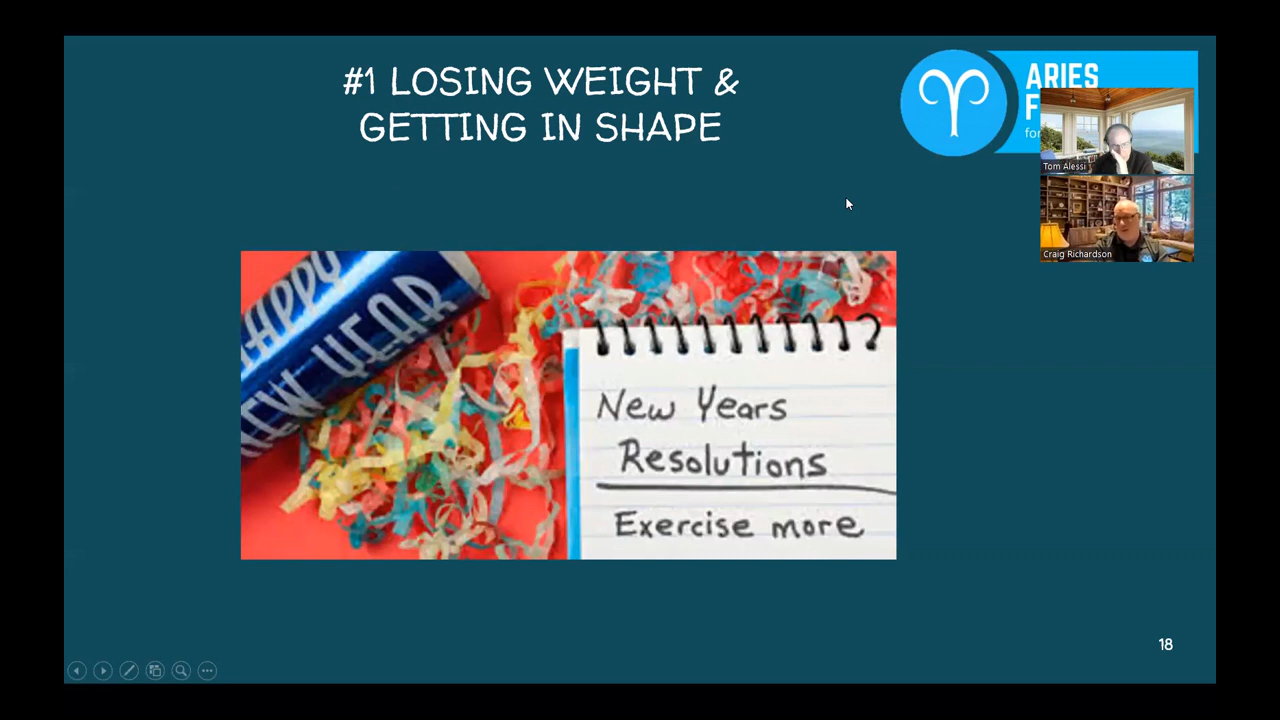 #1 LOSING WEIGHT &
GETTING IN SHAPE
ARIES
Tom Alessi
Craig Richardson
HAPPY
NEW YEAR
New Years
Resolutions
Exercise more
18